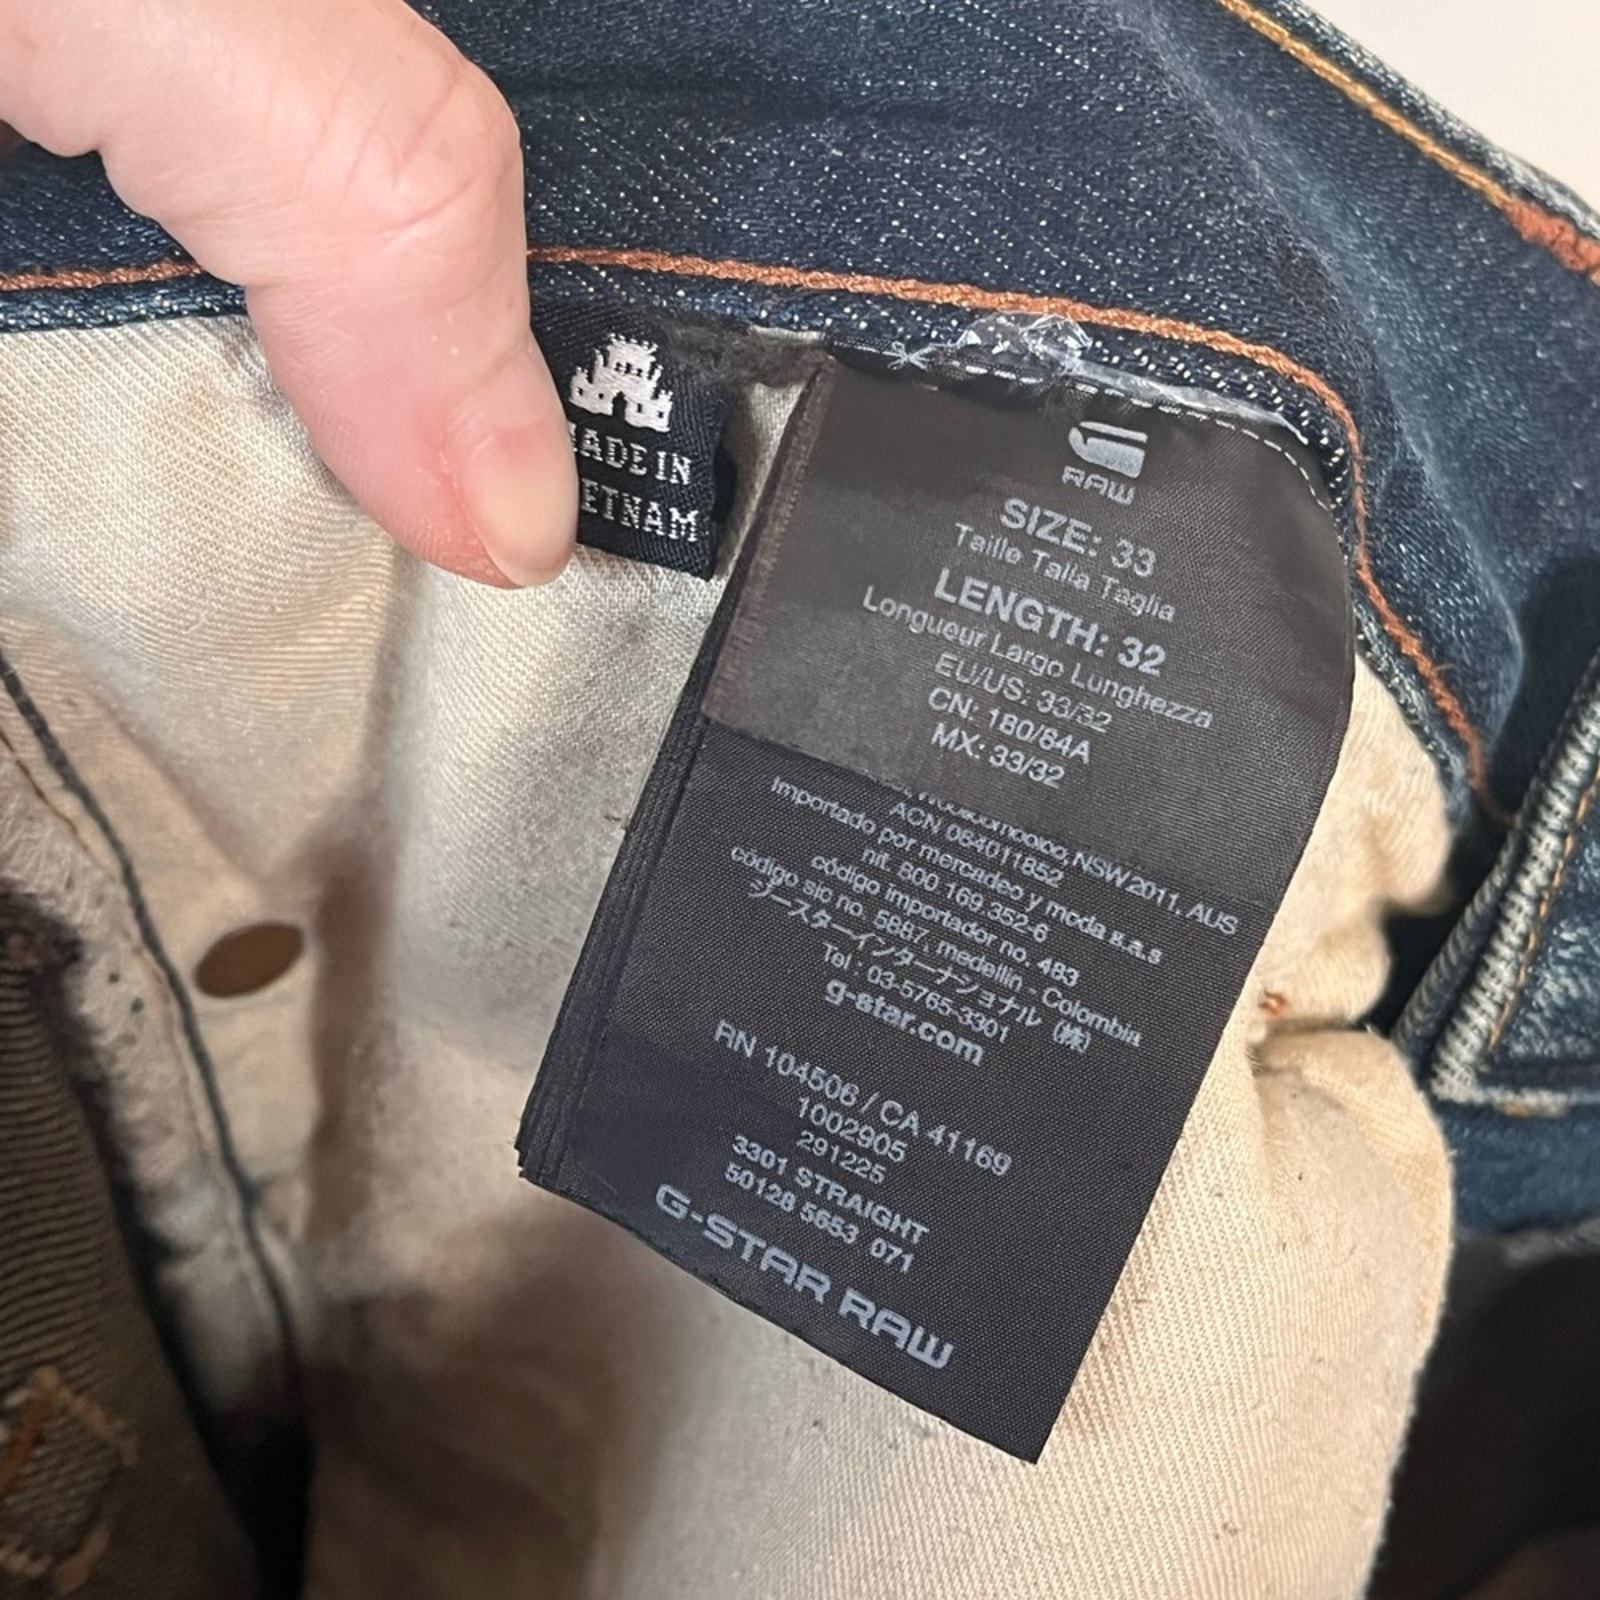 MADE IN
VIETNAM
RAW
SIZE: 33
Taille Talla Taglia
LENGTH: 32
Longueur Largo Lunghezza
EU/US: 33/32
CN: 180/84A
MX: 33/32
NSW 2011, AUS
ACN 064011852
Importado por mercadeo y moda s.a.s
nit. 800 169 352-6
código importador no. 483
código sic no. 5887, medellin - Colombia
ジースターインターナショナル (株)
Tel : 03-5765-3301
g-star.com
RN 104506 / CA 41169
1002905
291225
3301 STRAIGHT
50128 5653 071
G-STAR RAW